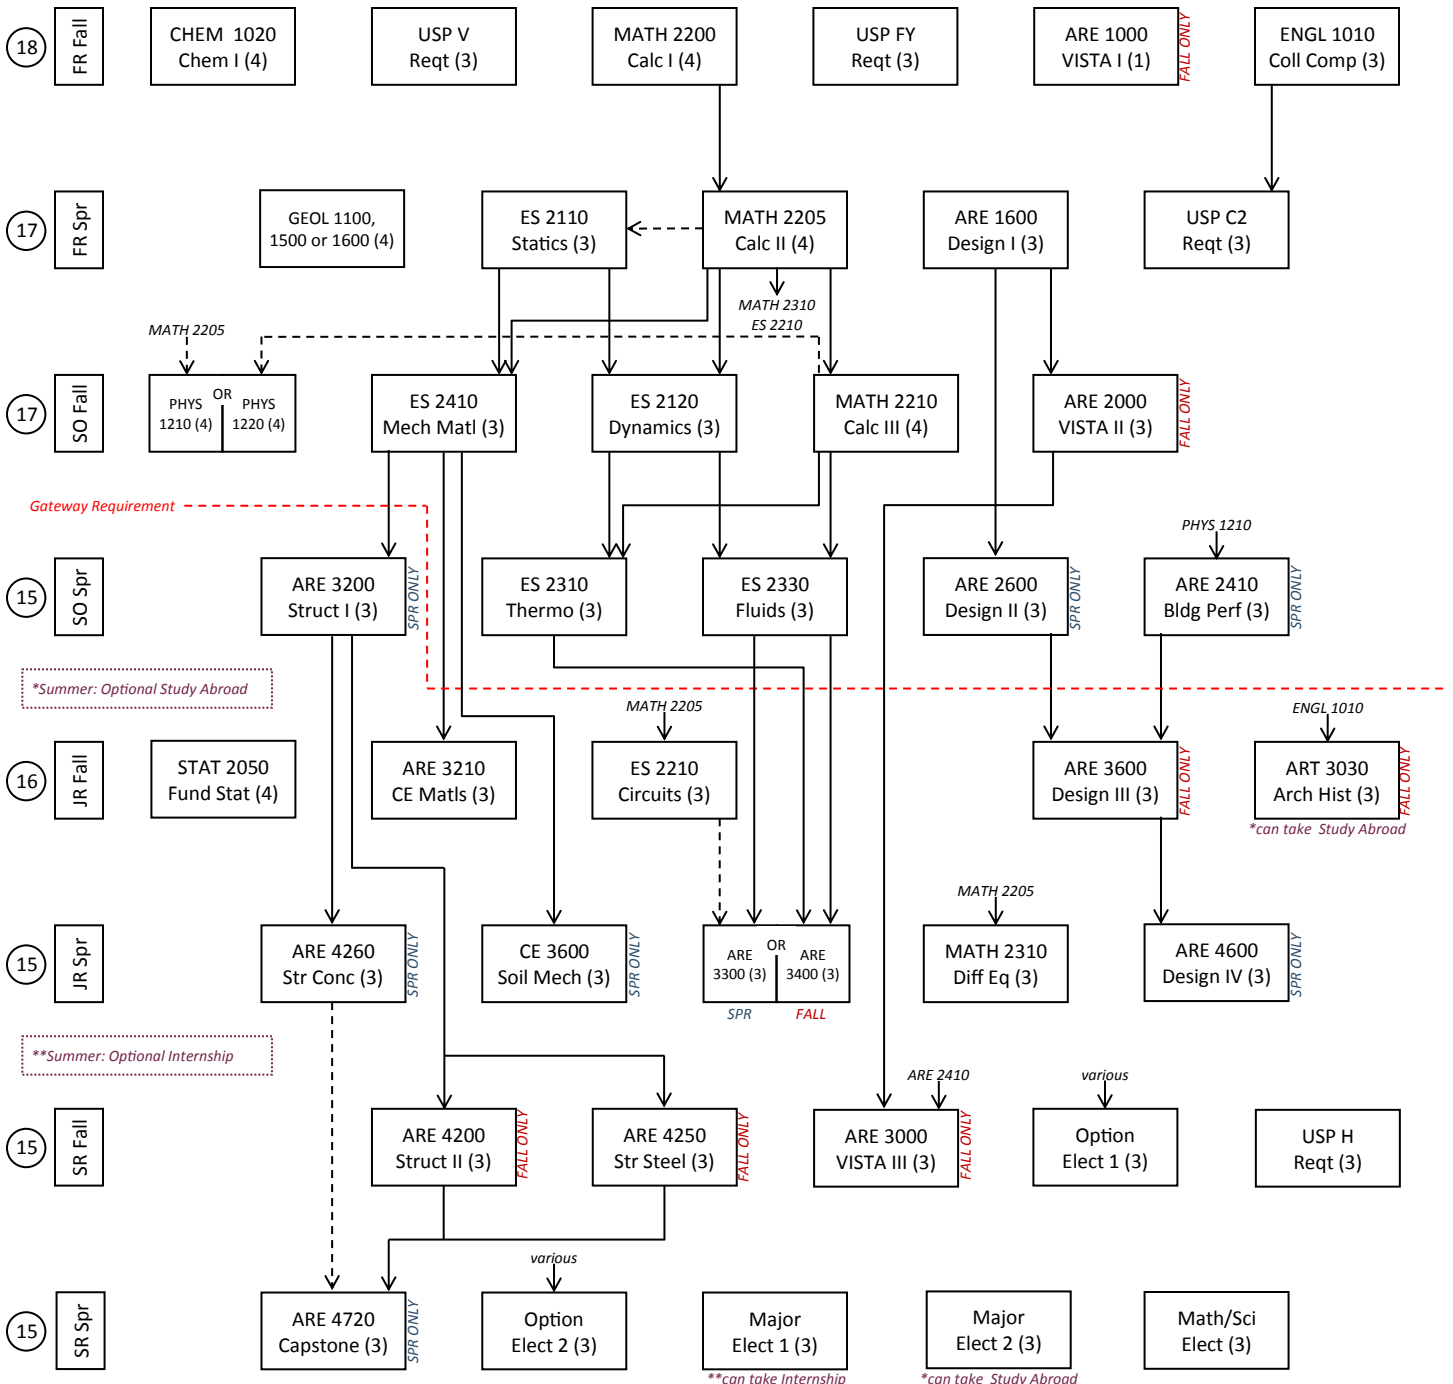 18
FR Fall
CHEM 1020
Chem I (4)
USP V
Reqt (3)
MATH 2200
Calc I (4)
USP FY
Reqt (3)
ARE 1000
VISTA I (1)
FALL ONLY
ENGL 1010
Coll Comp (3)
17
FR Spr
GEOL 1100,
1500 or 1600 (4)
ES 2110
Statics (3)
MATH 2205
Calc II (4)
ARE 1600
Design I (3)
USP C2
Reqt (3)
MATH 2310
ES 2210
MATH 2205
17
SO Fall
PHYS
1210 (4)
OR
PHYS
1220 (4)
ES 2410
Mech Matl (3)
ES 2120
Dynamics (3)
MATH 2210
Calc III (4)
ARE 2000
VISTA II (3)
FALL ONLY
Gateway Requirement
PHYS 1210
15
SO Spr
ARE 3200
Struct I (3)
SPR ONLY
ES 2310
Thermo (3)
ES 2330
Fluids (3)
ARE 2600
Design II (3)
SPR ONLY
ARE 2410
Bldg Perf (3)
SPR ONLY
*Summer: Optional Study Abroad
MATH 2205
ENGL 1010
16
JR Fall
STAT 2050
Fund Stat (4)
ARE 3210
CE Matls (3)
ES 2210
Circuits (3)
ARE 3600
Design III (3)
FALL ONLY
ART 3030
Arch Hist (3)
FALL ONLY
*can take Study Abroad
MATH 2205
15
JR Spr
ARE 4260
Str Conc (3)
SPR ONLY
CE 3600
Soil Mech (3)
SPR ONLY
ARE
3300 (3)
OR
ARE
3400 (3)
SPR
FALL
MATH 2310
Diff Eq (3)
ARE 4600
Design IV (3)
SPR ONLY
**Summer: Optional Internship
ARE 2410
various
15
SR Fall
ARE 4200
Struct II (3)
FALL ONLY
ARE 4250
Str Steel (3)
FALL ONLY
ARE 3000
VISTA III (3)
FALL ONLY
Option
Elect 1 (3)
USP H
Reqt (3)
various
15
SR Spr
ARE 4720
Capstone (3)
SPR ONLY
Option
Elect 2 (3)
Major
Elect 1 (3)
**can take Internship
Major
Elect 2 (3)
*can take Study Abroad
Math/Sci
Elect (3)